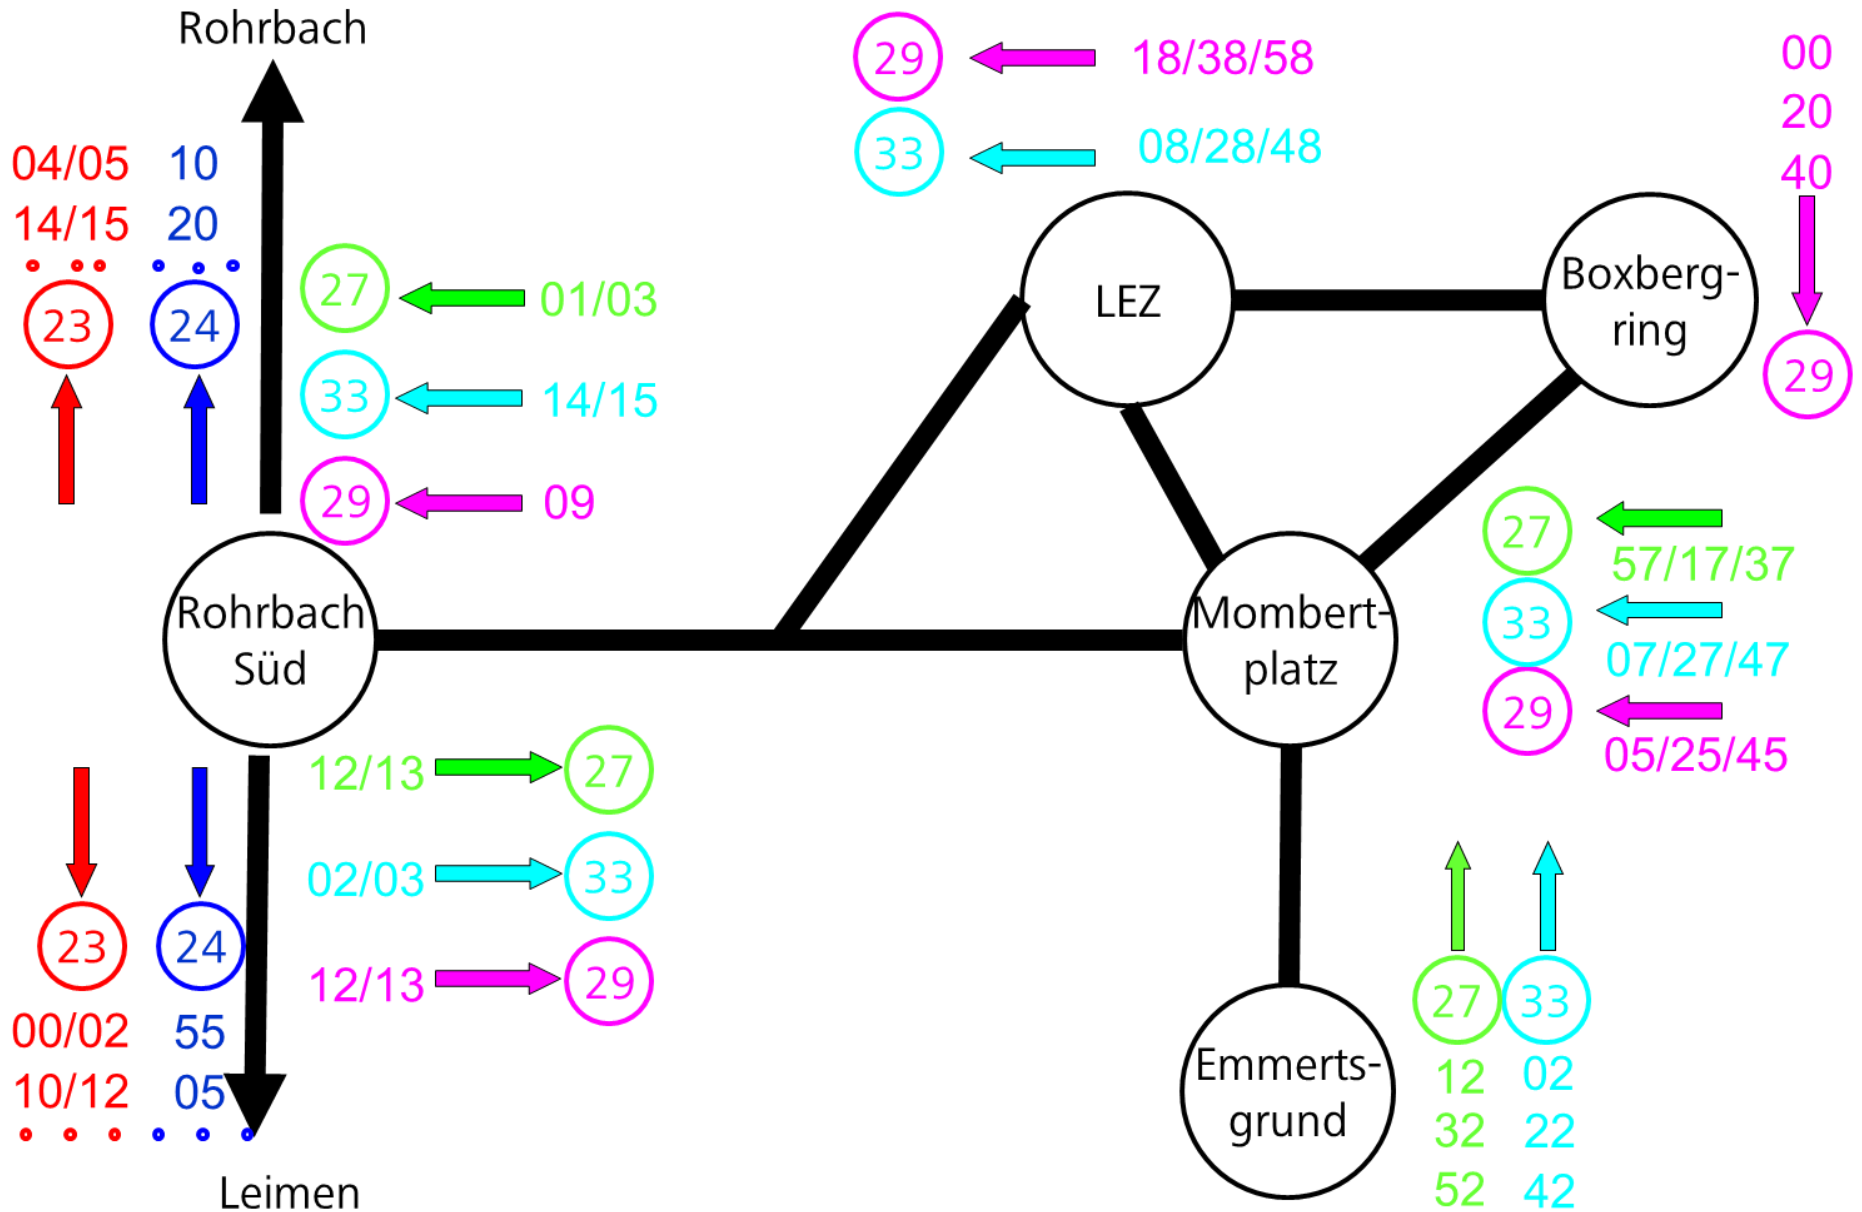 Rohrbach
04/05 10
14/15 20
23 24
27 01/03
33 14/15
29 09
Rohrbach
Süd
12/13 27
02/03 33
12/13 29
23 24
00/02 55
10/12 05
Leimen
29 18/38/58
33 08/28/48
LEZ
00
20
40
Boxberg-
ring
29
Mombert-
platz
27
57/17/37
33
07/27/47
29
05/25/45
Emmerts-
grund
27 33
12 02
32 22
52 42